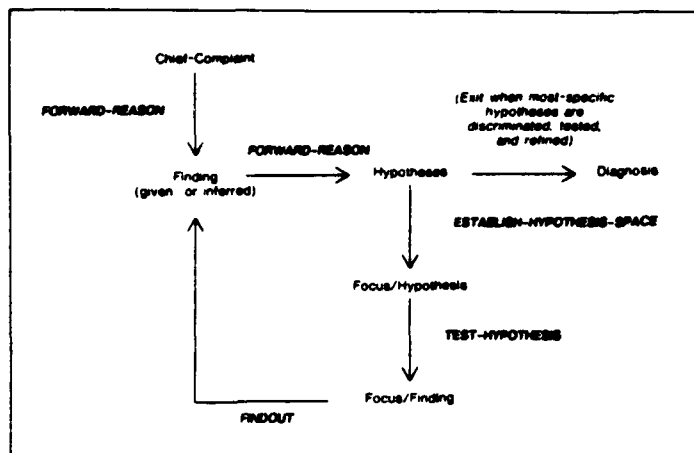 Chief-Complaint
FORWARD-REASON
(Exit when most-specific
hypotheses are
discriminated, tested,
and refined)
FORWARD-REASON
Finding
(given or inferred)
Hypotheses
Diagnosis
ESTABLISH-HYPOTHESIS-SPACE
Focus/Hypothesis
TEST-HYPOTHESIS
Focus/Finding
FINDOUT